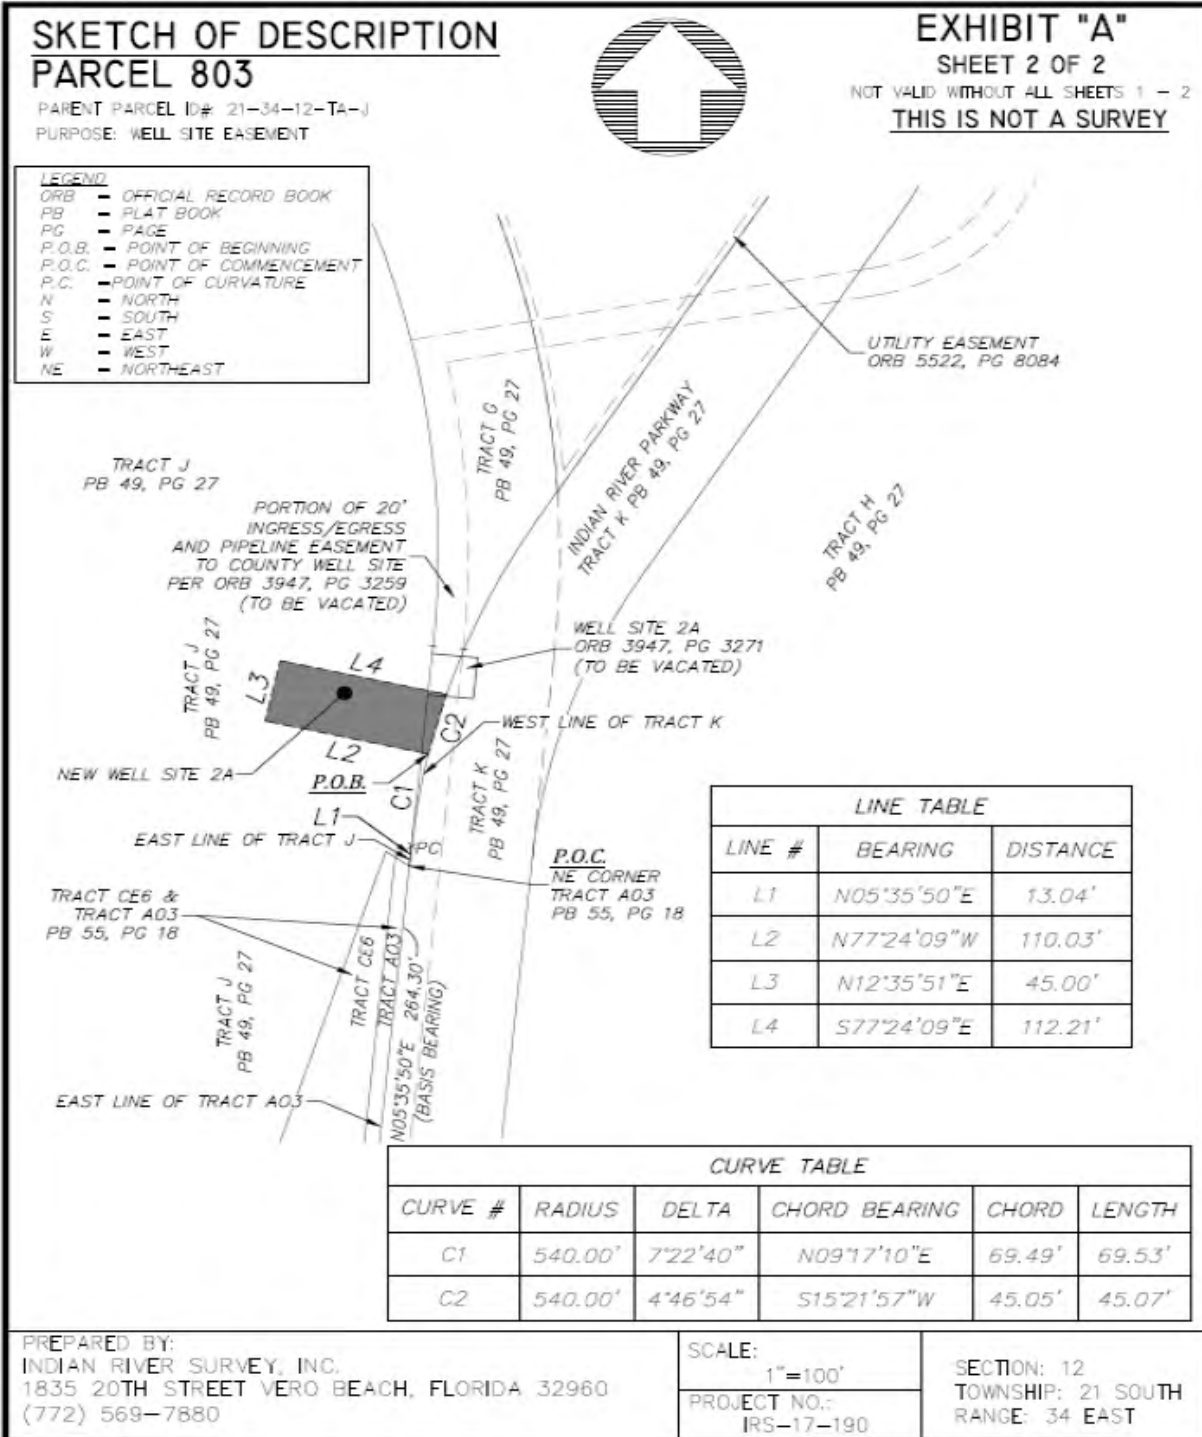 SKETCH OF DESCRIPTION
PARCEL 803
PARENT PARCEL ID#: 21-34-12-TA-J
PURPOSE: WELL SITE EASEMENT
EXHIBIT "A"
SHEET 2 OF 2
NOT VALID WITHOUT ALL SHEETS 1 - 2
THIS IS NOT A SURVEY
LEGEND
ORB - OFFICIAL RECORD BOOK
PB - PLAT BOOK
PG - PAGE
P.O.B. - POINT OF BEGINNING
P.O.C. - POINT OF COMMENCEMENT
P.C. - POINT OF CURVATURE
N - NORTH
S - SOUTH
E - EAST
W - WEST
NE - NORTHEAST
UTILITY EASEMENT
ORB 5522, PG 8084
TRACT G
PB 49, PG 27
INDIAN RIVER PARKWAY
TRACT K PB 49, PG 27
TRACT H
PB 49, PG 27
TRACT J
PB 49, PG 27
PORTION OF 20'
INGRESS/EGRESS
AND PIPELINE EASEMENT
TO COUNTY WELL SITE
PER ORB 3947, PG 3259
(TO BE VACATED)
WELL SITE 2A
ORB 3947, PG 3271
(TO BE VACATED)
TRACT J
PB 49, PG 27
L3
L4
L2
C2
WEST LINE OF TRACT K
NEW WELL SITE 2A
P.O.B.
C1
TRACT K
PB 49, PG 27
L1
EAST LINE OF TRACT J
PC
P.O.C.
NE CORNER
TRACT A03
PB 55, PG 18
TRACT CE6 &
TRACT A03
PB 55, PG 18
TRACT J
PB 49, PG 27
TRACT CE6
TRACT A03
N05°35'50"E 264.30'
(BASIS BEARING)
EAST LINE OF TRACT A03
LINE TABLE
LINE # BEARING DISTANCE
L1 N05°35'50"E 13.04'
L2 N77°24'09"W 110.03'
L3 N12°35'51"E 45.00'
L4 S77°24'09"E 112.21'
CURVE TABLE
CURVE # RADIUS DELTA CHORD BEARING CHORD LENGTH
C1 540.00' 7°22'40" N09°17'10"E 69.49' 69.53'
C2 540.00' 4°46'54" S15°21'57"W 45.05' 45.07'
PREPARED BY:
INDIAN RIVER SURVEY, INC.
1835 20TH STREET VERO BEACH, FLORIDA 32960
(772) 569-7880
SCALE:
1"=100'
PROJECT NO.:
IRS-17-190
SECTION: 12
TOWNSHIP: 21 SOUTH
RANGE: 34 EAST